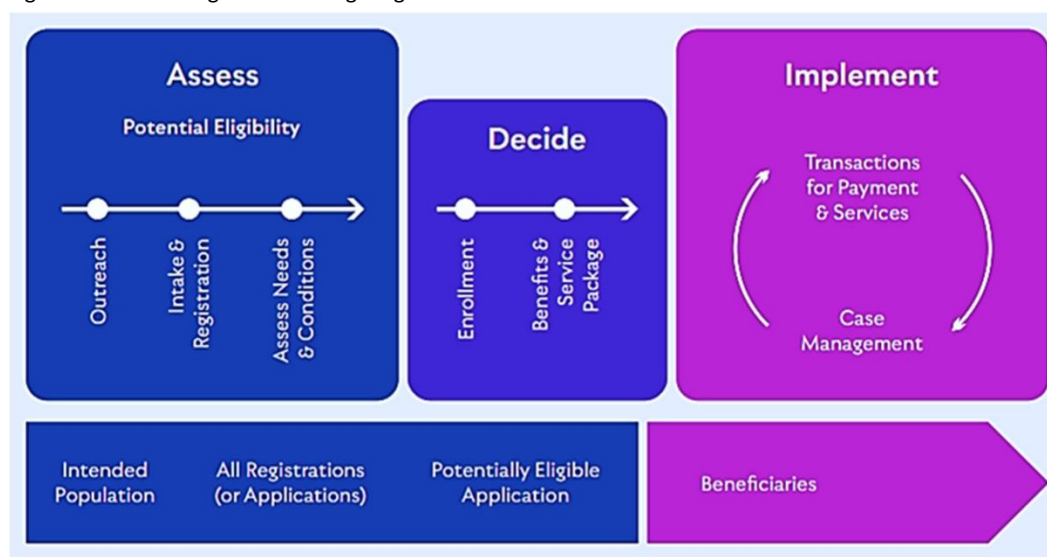 Assess
Potential Eligibility
Outreach
Intake &
Registration
Assess Needs
& Conditions
Decide
Enrollment
Benefits &
Service
Package
Implement
Transactions
for Payment
& Services
Case
Management
Intended
Population
All Registrations
(or Applications)
Potentially Eligible
Application
Beneficiaries